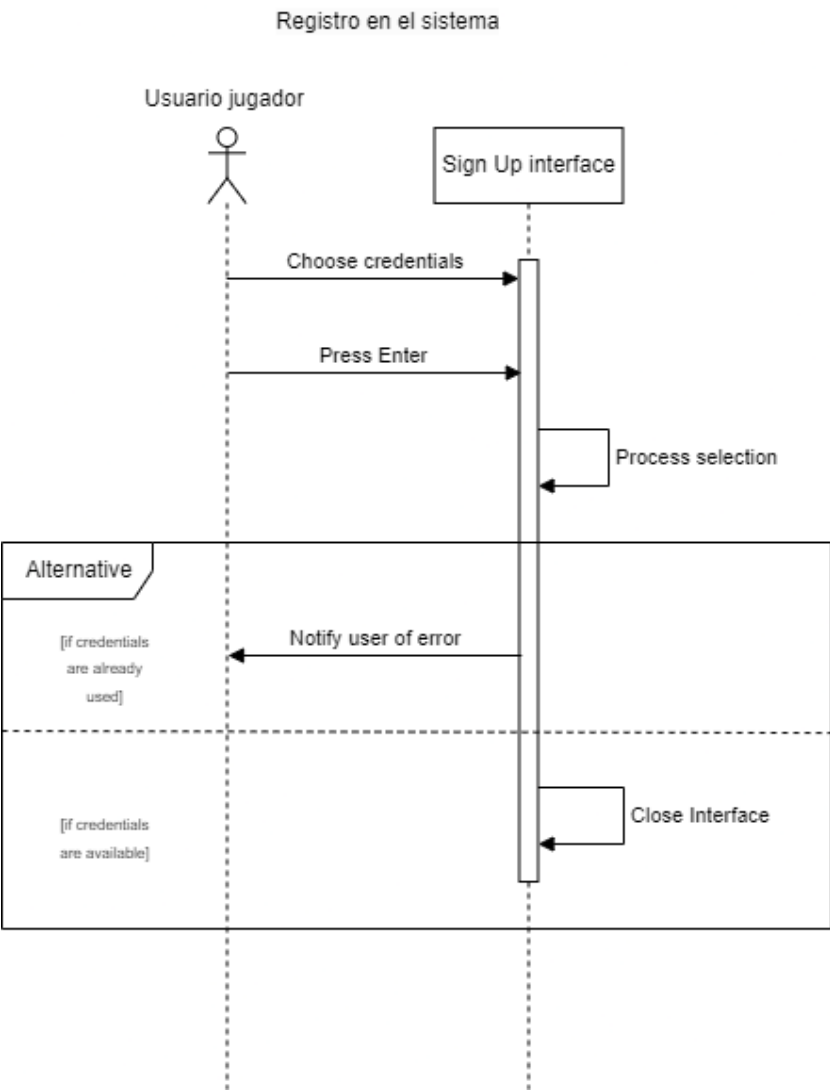 Registro en el sistema
Usuario jugador
Sign Up interface
Choose credentials
Press Enter
Process selection
Alternative
[if credentials
are already
used]
Notify user of error
[if credentials
are available]
Close Interface